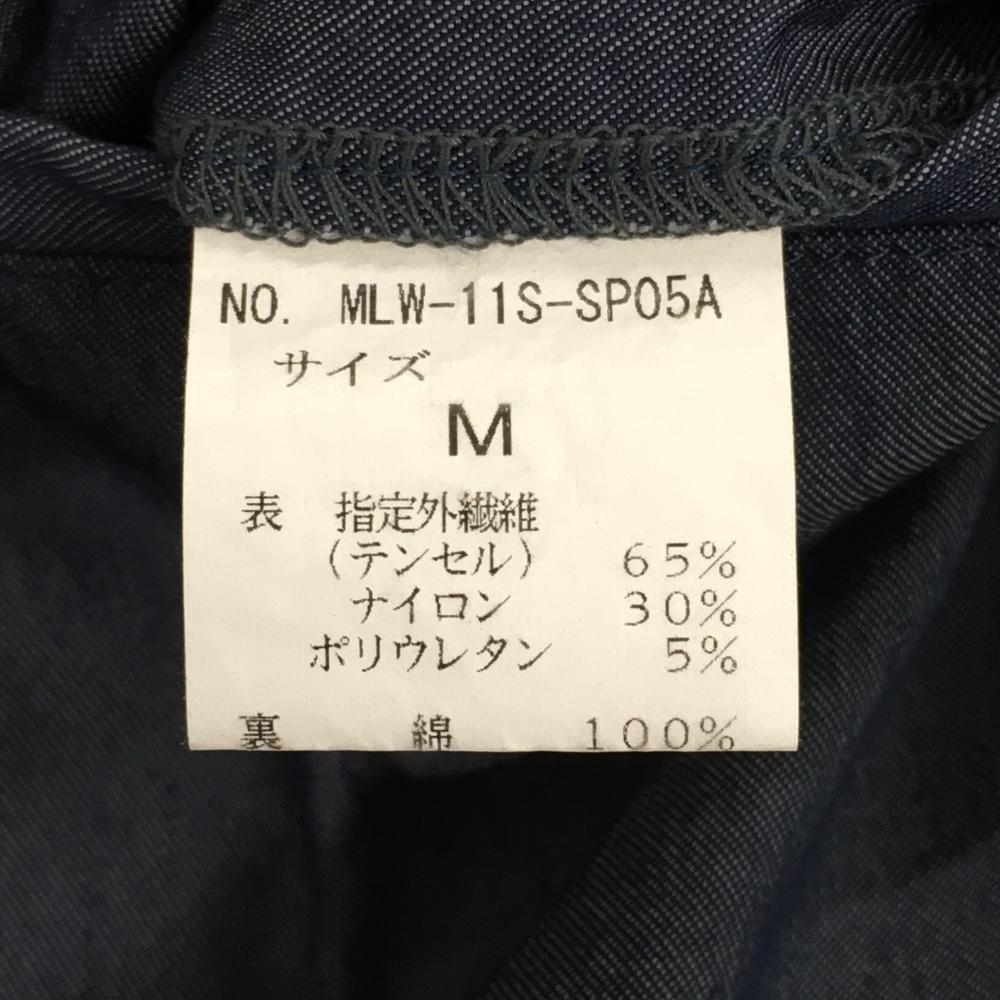 NO. MLW-11S-SP05A
サイズ
M
表 指定外繊維
(テンセル) 65%
ナイロン 30%
ポリウレタン 5%
裏 綿 100%